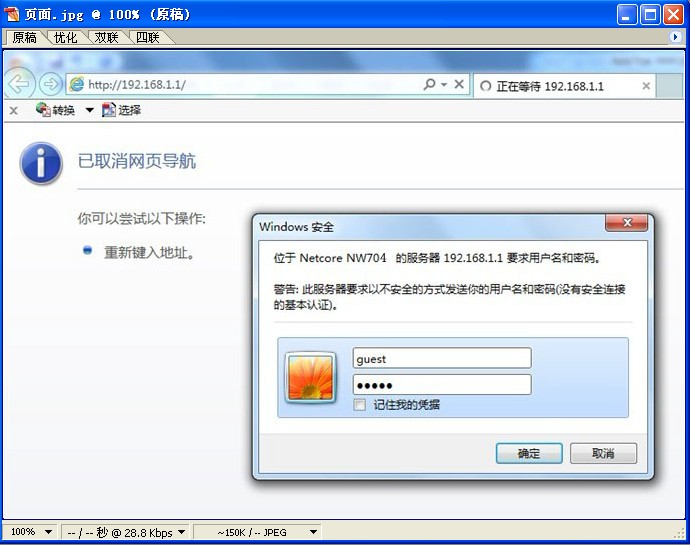 页面.jpg @ 100% (原稿)
原稿 优化 双联 四联
http://192.168.1.1/ 正在等待 192.168.1.1
x 转换 选择
已取消网页导航
你可以尝试以下操作:
重新键入地址。
Windows 安全
位于 Netcore NW704 的服务器 192.168.1.1 要求用户名和密码。
警告: 此服务器要求以不安全的方式发送你的用户名和密码(没有安全连接
的基本认证)。
guest
●●●●●
记住我的凭据
确定 取消
100% -- / -- 秒 @ 28.8 Kbps ~150K / -- JPEG